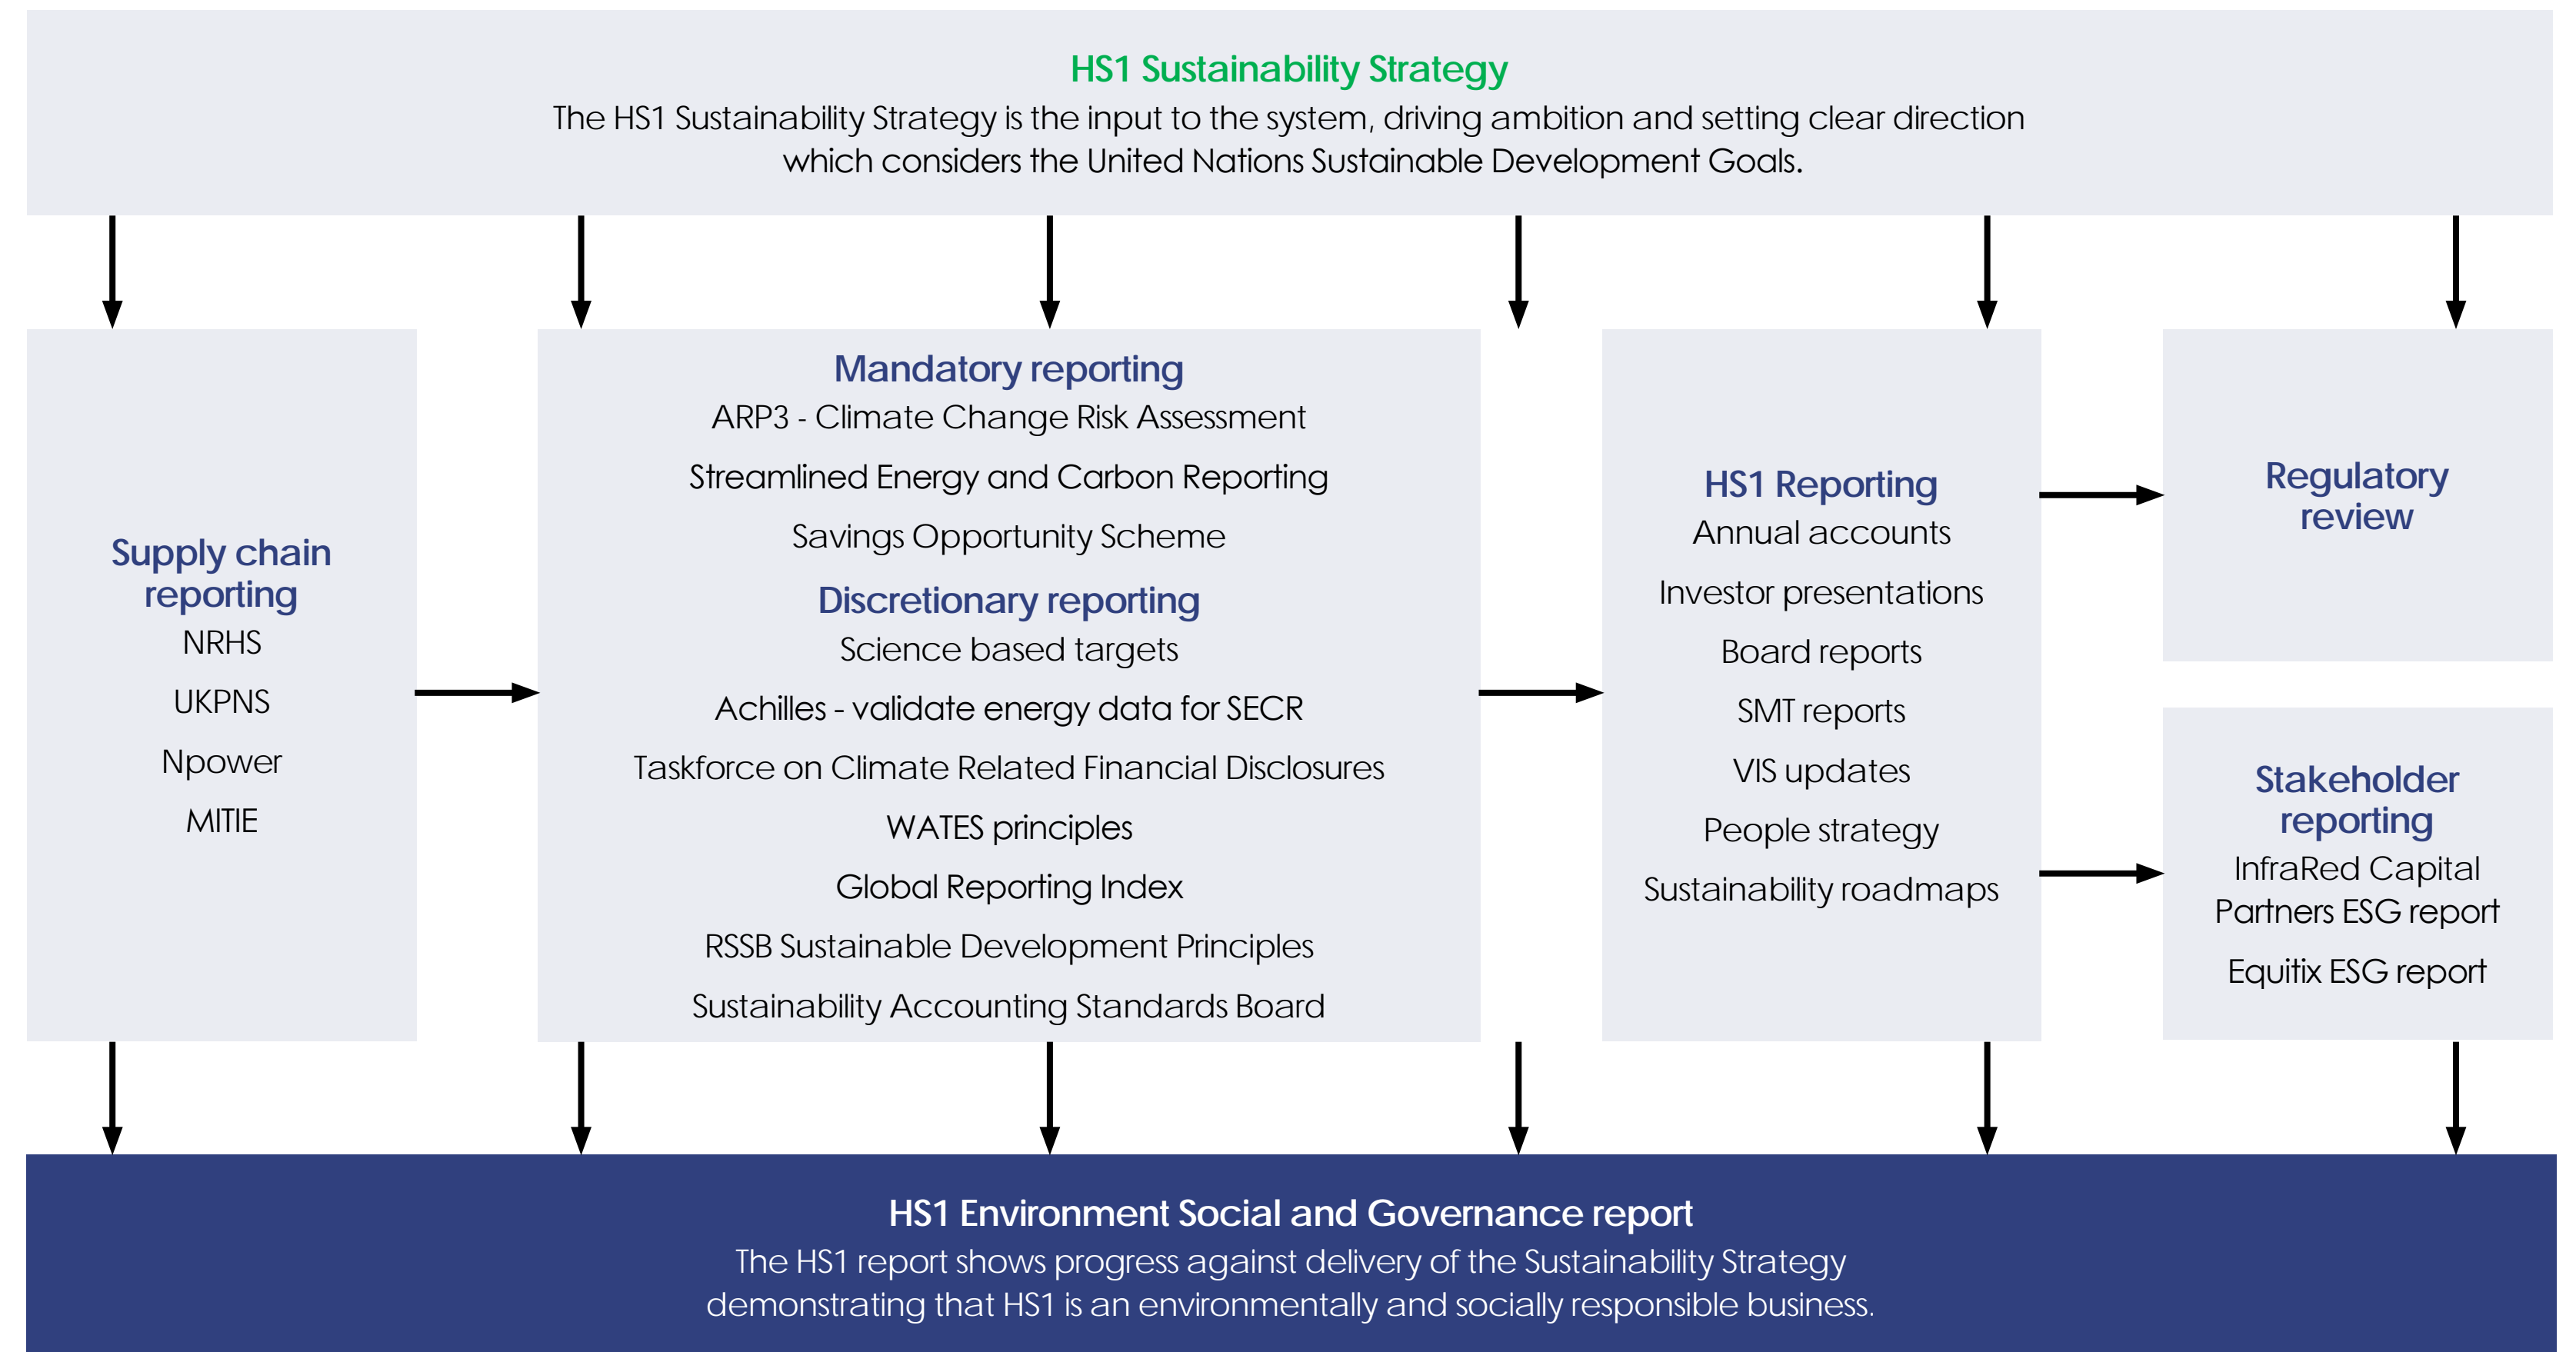 HS1 Sustainability Strategy
The HS1 Sustainability Strategy is the input to the system, driving ambition and setting clear direction
which considers the United Nations Sustainable Development Goals.
Supply chain
reporting
NRHS
UKPNS
Npower
MITIE
Mandatory reporting
ARP3 - Climate Change Risk Assessment
Streamlined Energy and Carbon Reporting
Savings Opportunity Scheme
Discretionary reporting
Science based targets
Achilles - validate energy data for SECR
Taskforce on Climate Related Financial Disclosures
WATES principles
Global Reporting Index
RSSB Sustainable Development Principles
Sustainability Accounting Standards Board
HS1 Reporting
Annual accounts
Investor presentations
Board reports
SMT reports
VIS updates
People strategy
Sustainability roadmaps
Regulatory
review
Stakeholder
reporting
InfraRed Capital
Partners ESG report
Equitix ESG report
HS1 Environment Social and Governance report
The HS1 report shows progress against delivery of the Sustainability Strategy
demonstrating that HS1 is an environmentally and socially responsible business.